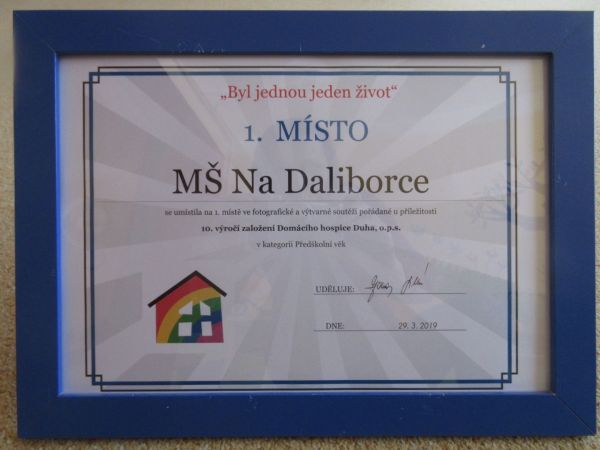 „Byl jednou jeden život“
1. MÍSTO
MŠ Na Daliborce
se umístila na 1. místě ve fotografické a výtvarné soutěži pořádané u příležitosti
10. výročí založení Domácího hospice Duha, o.p.s.
v kategorii Předškolní věk
UDĚLUJE:
DNE: 29. 3. 2019